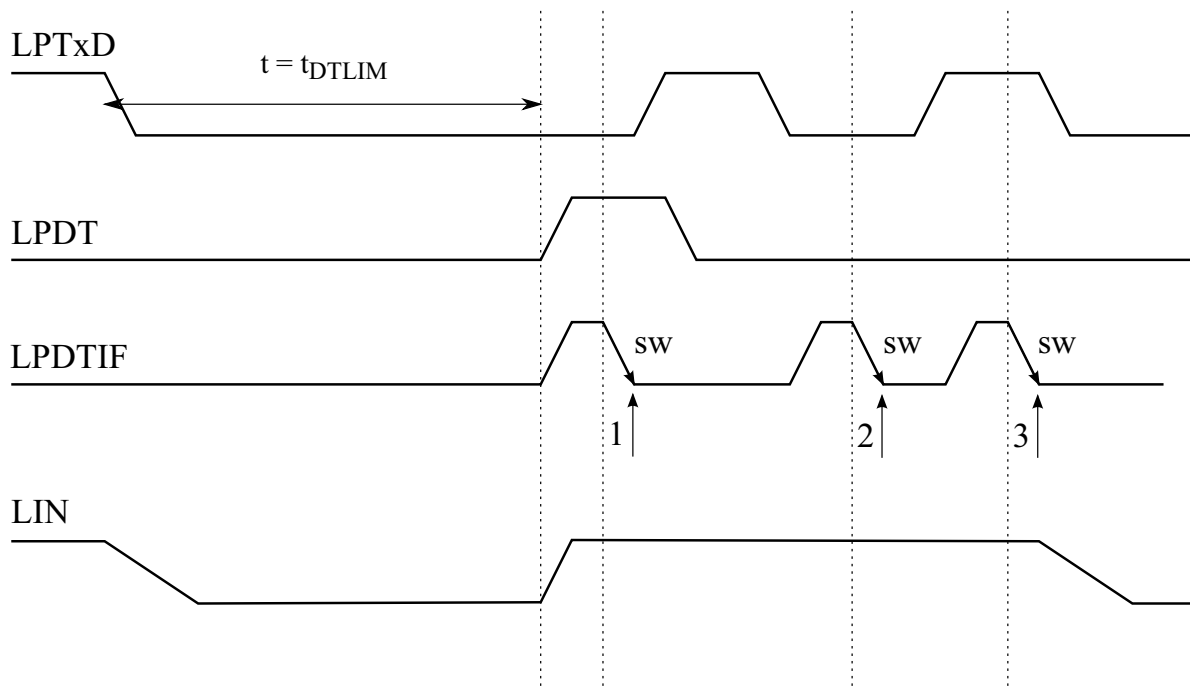 LPTxD
t = tDTLIM
LPDT
LPDTIF
sw
sw
sw
1
2
3
LIN